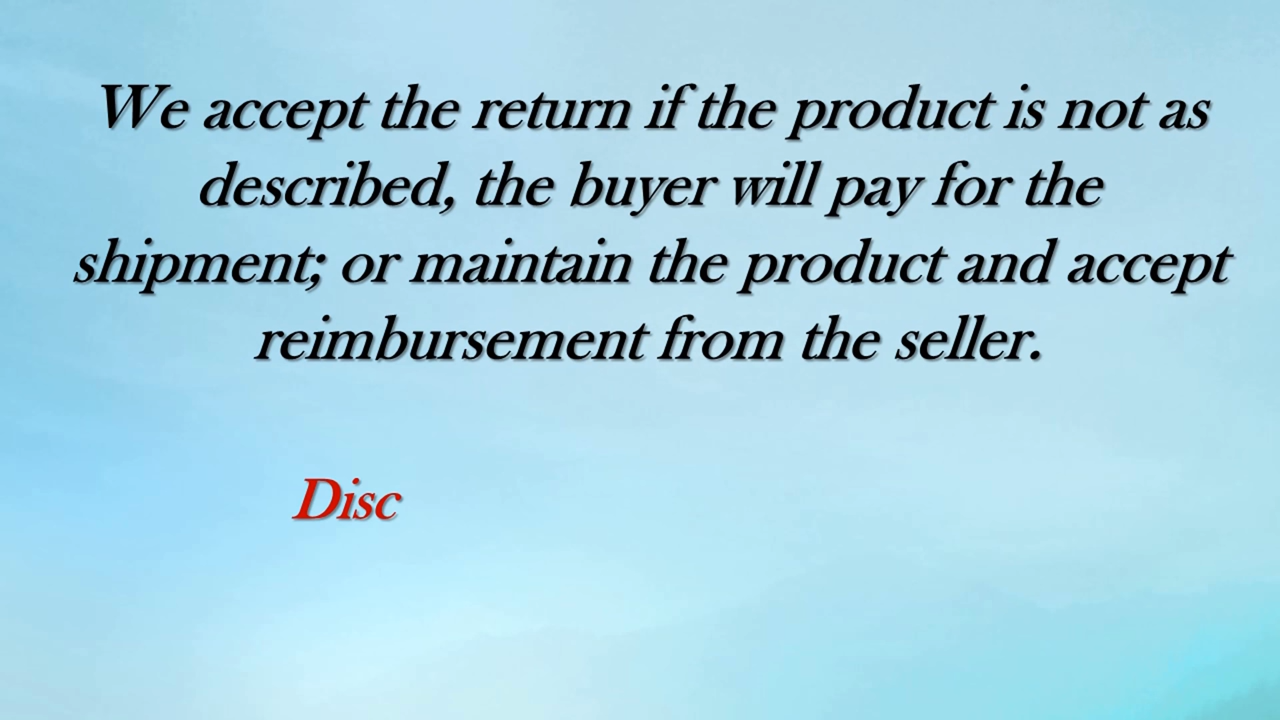 We accept the return if the product is not as
described, the buyer will pay for the
shipment; or maintain the product and accept
reimbursement from the seller.
Disc